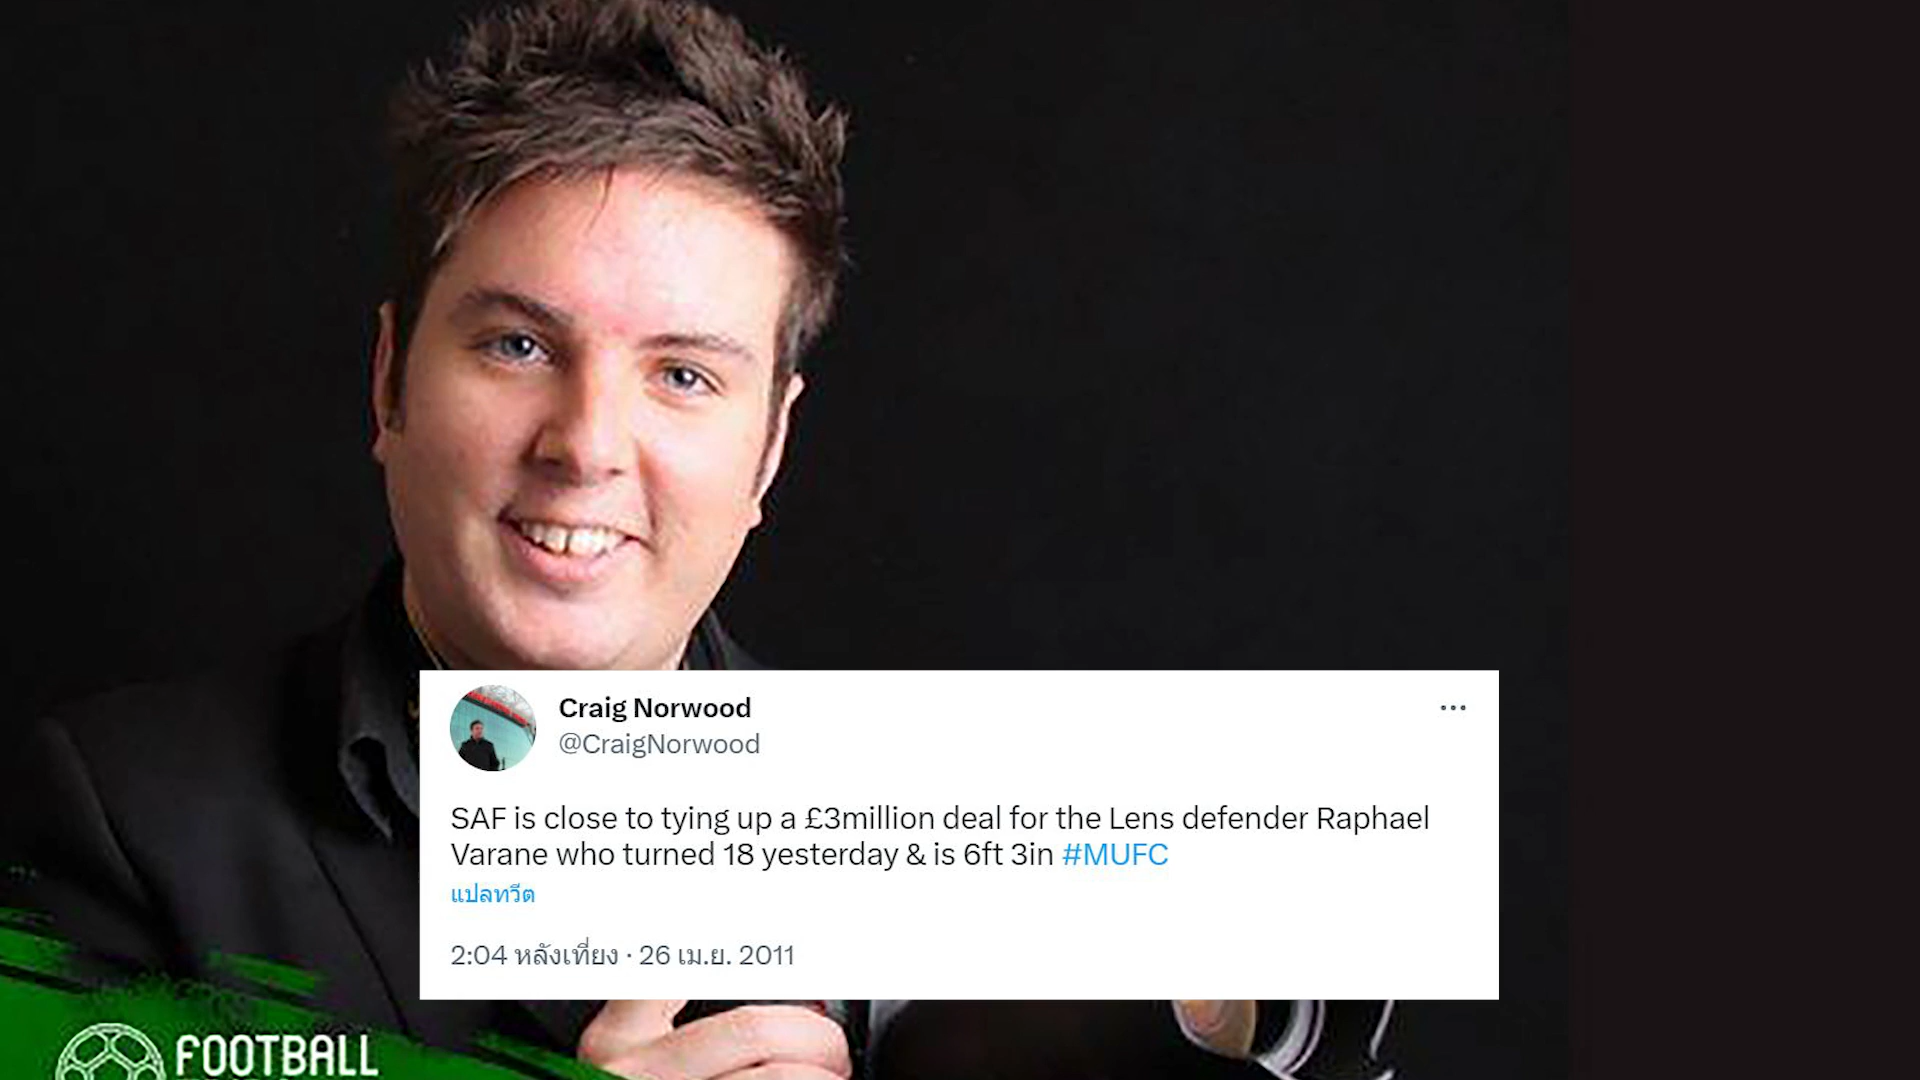 Craig Norwood
@CraigNorwood
SAF is close to tying up a £3million deal for the Lens defender Raphael
Varane who turned 18 yesterday & is 6ft 3in #MUFC
แปลทวีต
2:04 หลังเที่ยง · 26 เม.ย. 2011
FOOTBALL